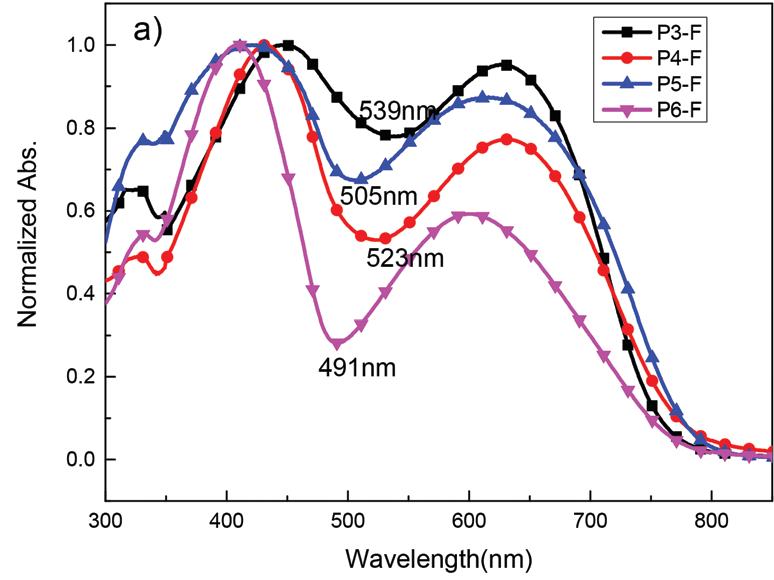 a)
P3-F
P4-F
P5-F
P6-F
1.0
0.8
0.6
0.4
0.2
0.0
Normalized Abs.
539nm
505nm
523nm
491nm
300
400
500
600
700
800
Wavelength(nm)